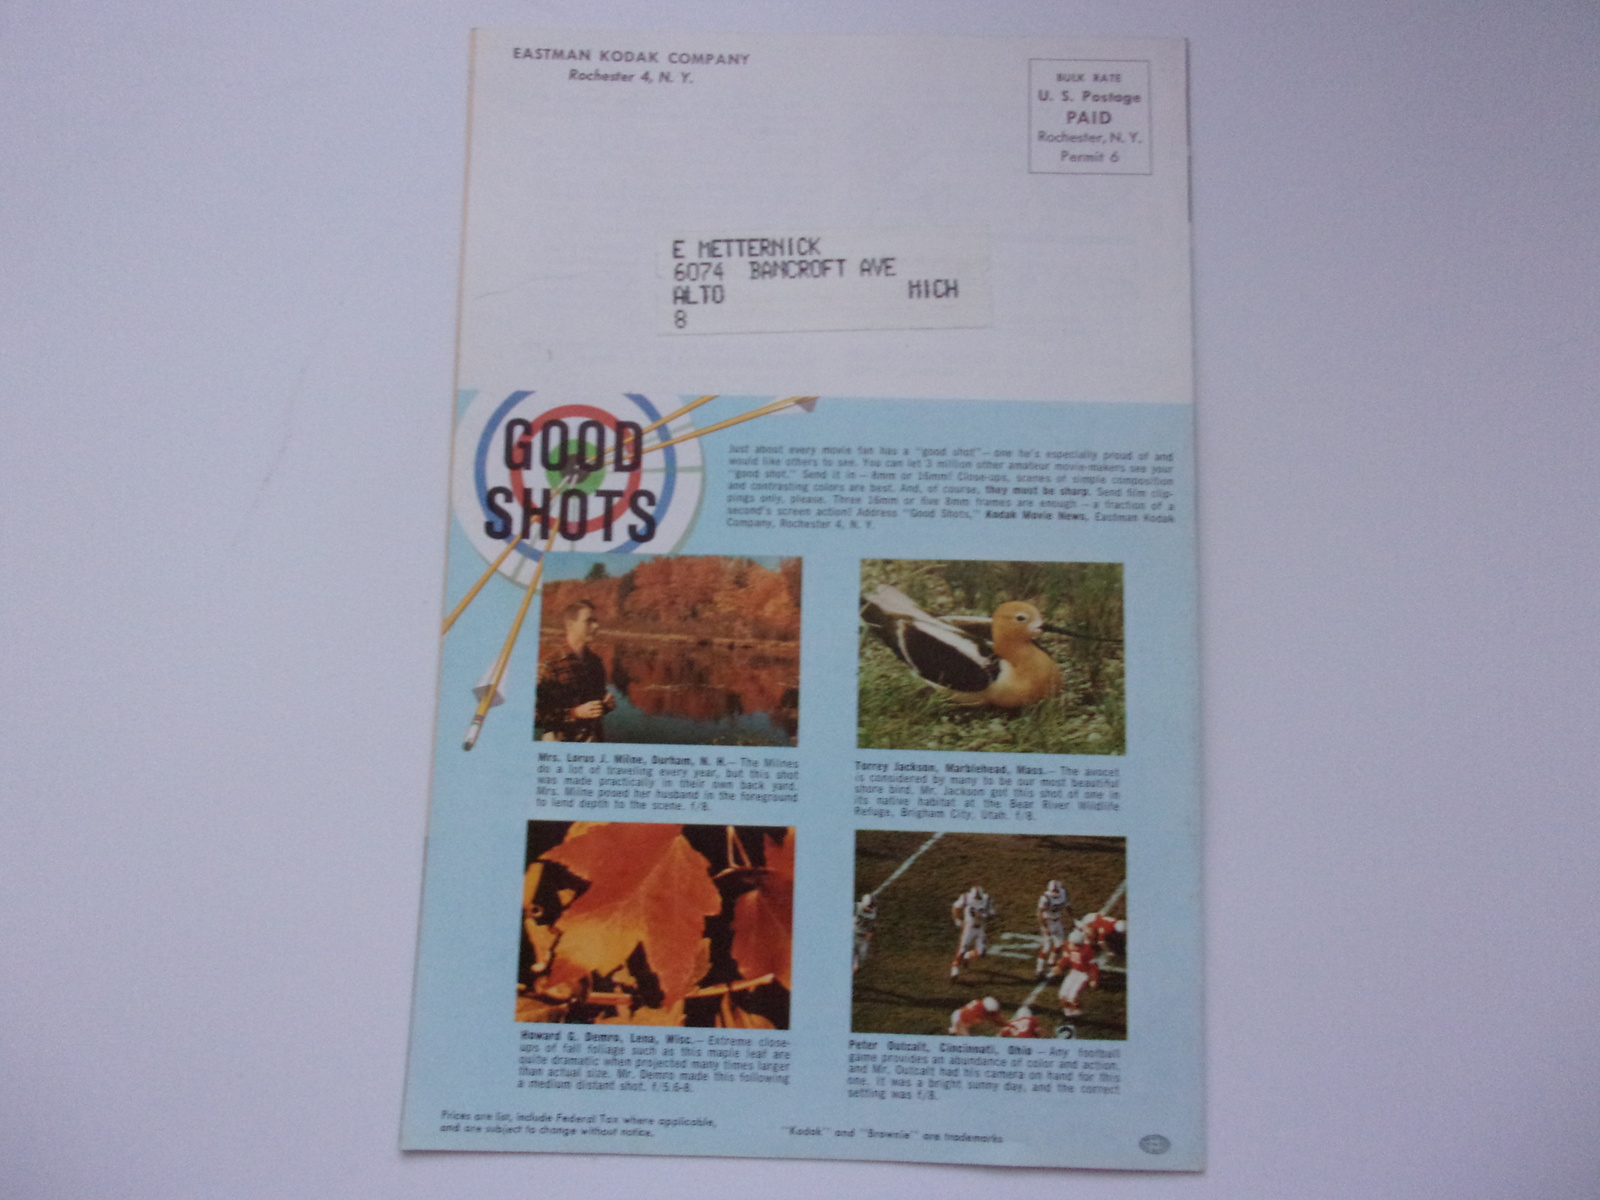 EASTMAN KODAK COMPANY
Rochester 4, N. Y.
BULK RATE
U. S. Postage
PAID
Rochester, N. Y.
Permit 6
E METTERNICK
6074 BANCROFT AVE
ALTO MICH
8
GOOD
SHOTS
Just about every movie fan has a "good shot" — one he's especially proud of and
would like others to see. You can let 3 million other amateur movie-makers see your
"good shot." Send it in — 8mm or 16mm! Close-ups, scenes of simple composition
and contrasting colors are best. And, of course, they must be sharp. Send film clip-
pings only, please. Three 16mm or five 8mm frames are enough — a fraction of a
second's screen action! Address "Good Shots," Kodak Movie News, Eastman Kodak
Company, Rochester 4, N. Y.
Mrs. Lorus J. Milne, Durham, N. H. — The Milnes
do a lot of traveling every year, but this shot
was made practically in their own back yard.
Mrs. Milne posed her husband in the foreground
to lend depth to the scene. f/8.
Torrey Jackson, Marblehead, Mass. — The avocet
is considered by many to be our most beautiful
shore bird. Mr. Jackson got this shot of one in
its native habitat at the Bear River Wildlife
Refuge, Brigham City, Utah. f/8.
Howard G. Demro, Lena, Wisc. — Extreme close-
ups of fall foliage such as this maple leaf are
quite dramatic when projected many times larger
than actual size. Mr. Demro made this following
a medium distant shot. f/5.6-8.
Peter Outcalt, Cincinnati, Ohio — Any football
game provides an abundance of color and action,
and Mr. Outcalt had his camera on hand for this
one. It was a bright sunny day, and the correct
setting was f/8.
Prices are list, include Federal Tax where applicable,
and are subject to change without notice.
"Kodak" and "Brownie" are trademarks